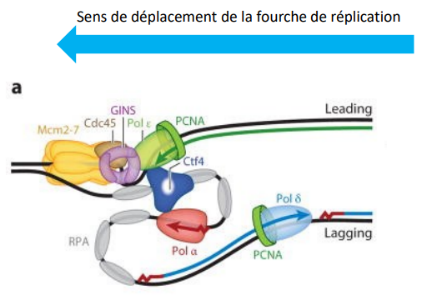 Sens de déplacement de la fourche de réplication
a
GINS
Cdc45
Pol ε
PCNA
Mcm2-7
Leading
Ctf4
Pol δ
RPA
Pol α
PCNA
Lagging